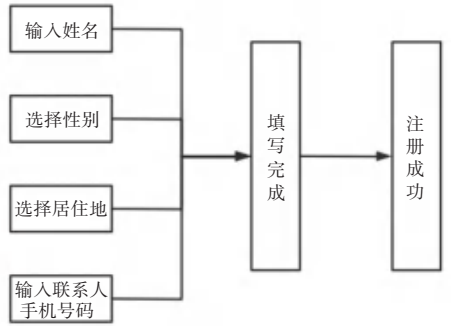 输入姓名
选择性别
选择居住地
输入联系人
手机号码
填写完成
注册成功